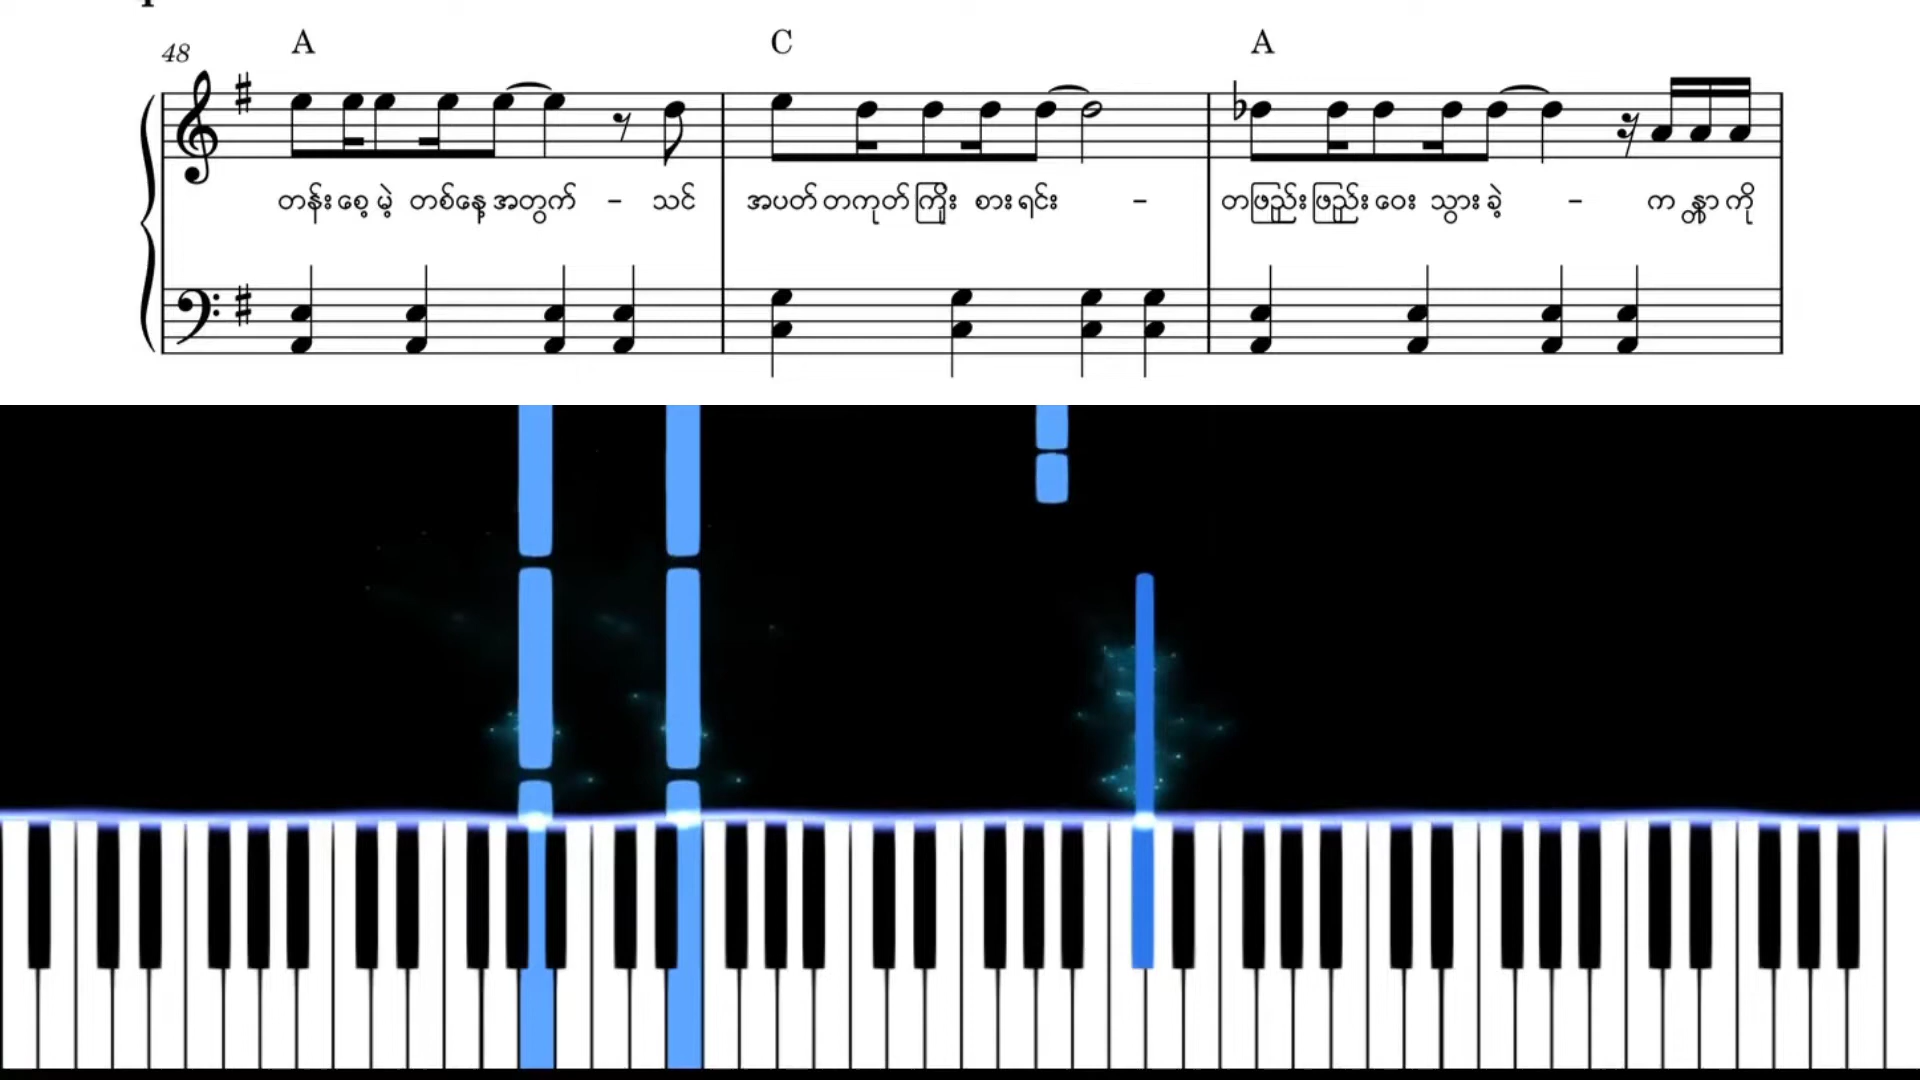 48 A C A
တန်း စေ့ မဲ့ တစ်နေ့ အတွက် - သင် အပတ် တကုတ် ကြိုး စား ရင်း - တဖြည်း ဖြည်း ဝေး သွား ခဲ့ - က န္တာ ကို